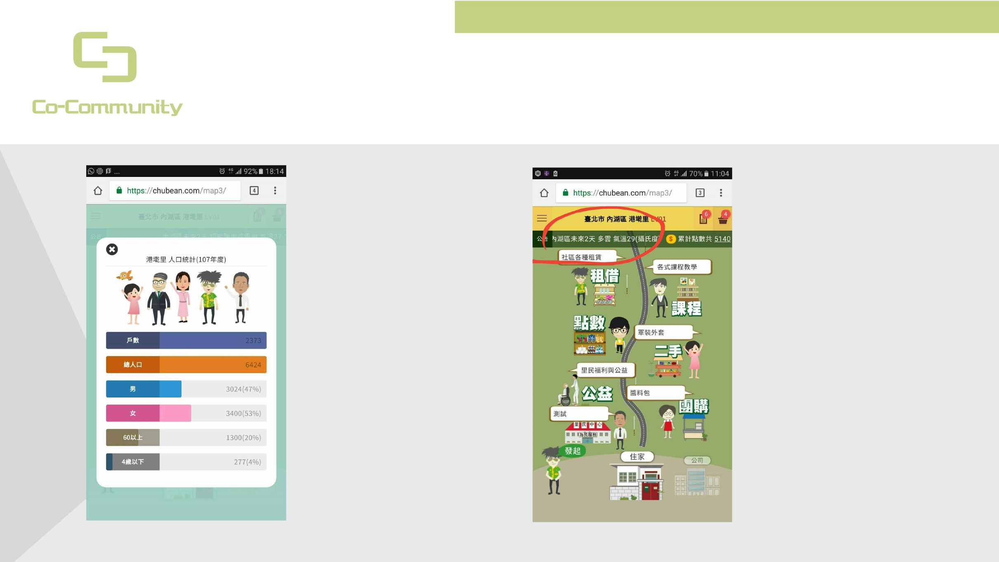 Co-Community
... 4G 92% 18:14
https://chubean.com/map3/ 4
臺北市 內湖區 港墘里 LV01
公告
港墘里 人口統計(107年度)
戶數 2373
總人口 6424
男 3024(47%)
女 3400(53%)
60以上 1300(20%)
4歲以下 277(4%)
4G 70% 11:04
https://chubean.com/map3/ 3
臺北市 內湖區 港墘里 LV01 6 4
公告 內湖區未來2天 多雲 氣溫29(攝氏度) $ 累計點數共 5140
社區各種租賃
各式課程教學
租借
課程
點數
軍裝外套
二手
里民福利與公益
公益
醬料包
團購
測試
里民中心
為民服務
發起
住家
公司